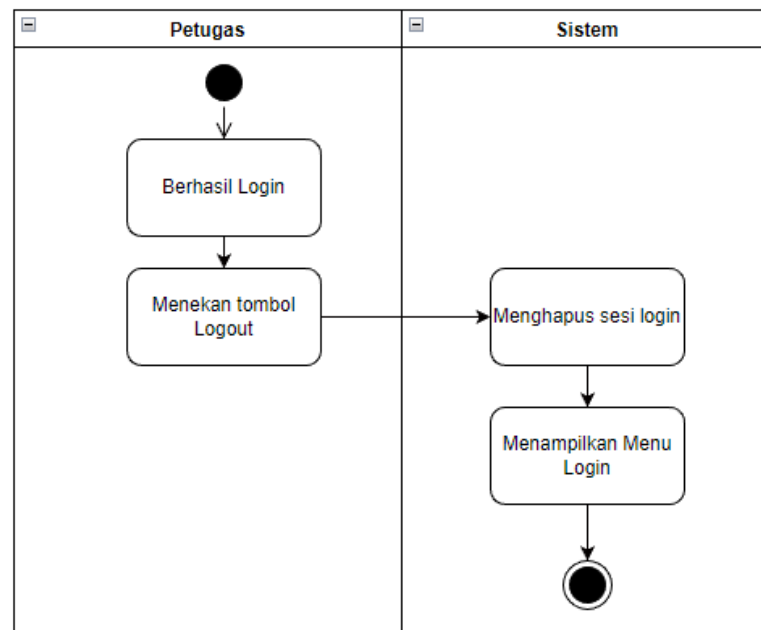 Petugas
Sistem
Berhasil Login
Menekan tombol
Logout
Menghapus sesi login
Menampilkan Menu
Login